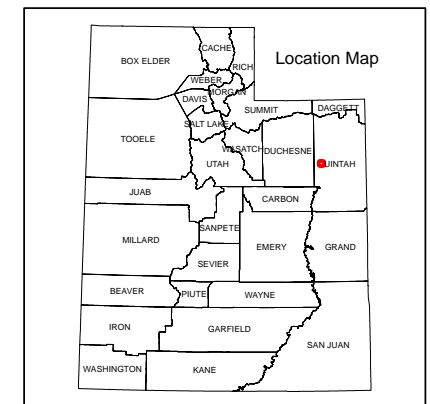 Location Map
BOX ELDER
CACHE
RICH
WEBER
MORGAN
DAVIS
SUMMIT
DAGGETT
SALT LAKE
TOOELE
WASATCH
DUCHESNE
UINTAH
UTAH
JUAB
CARBON
SANPETE
MILLARD
EMERY
GRAND
SEVIER
BEAVER
PIUTE
WAYNE
IRON
GARFIELD
SAN JUAN
WASHINGTON
KANE